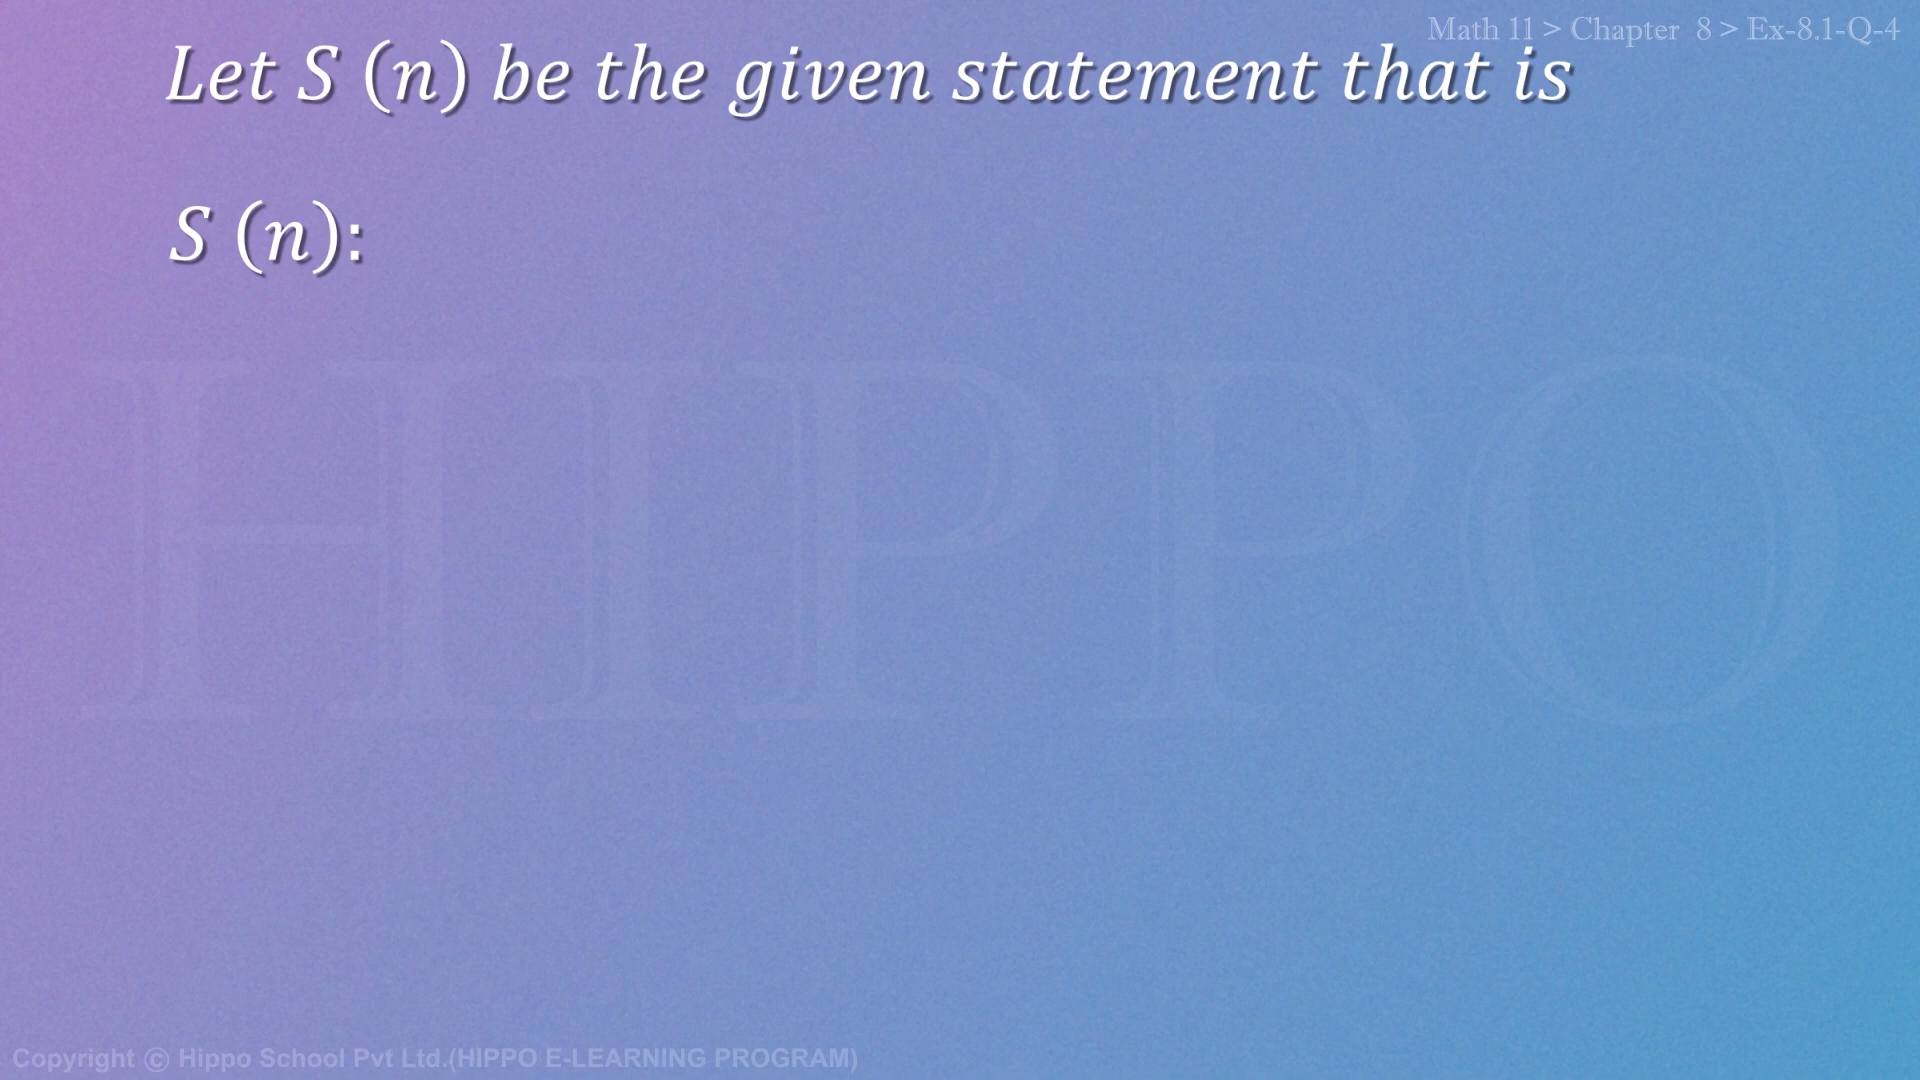 Math 11 > Chapter 8 > Ex-8.1-Q-4
Let S (n) be the given statement that is
S (n):
HIPPO
Copyright © Hippo School Pvt Ltd.(HIPPO E-LEARNING PROGRAM)